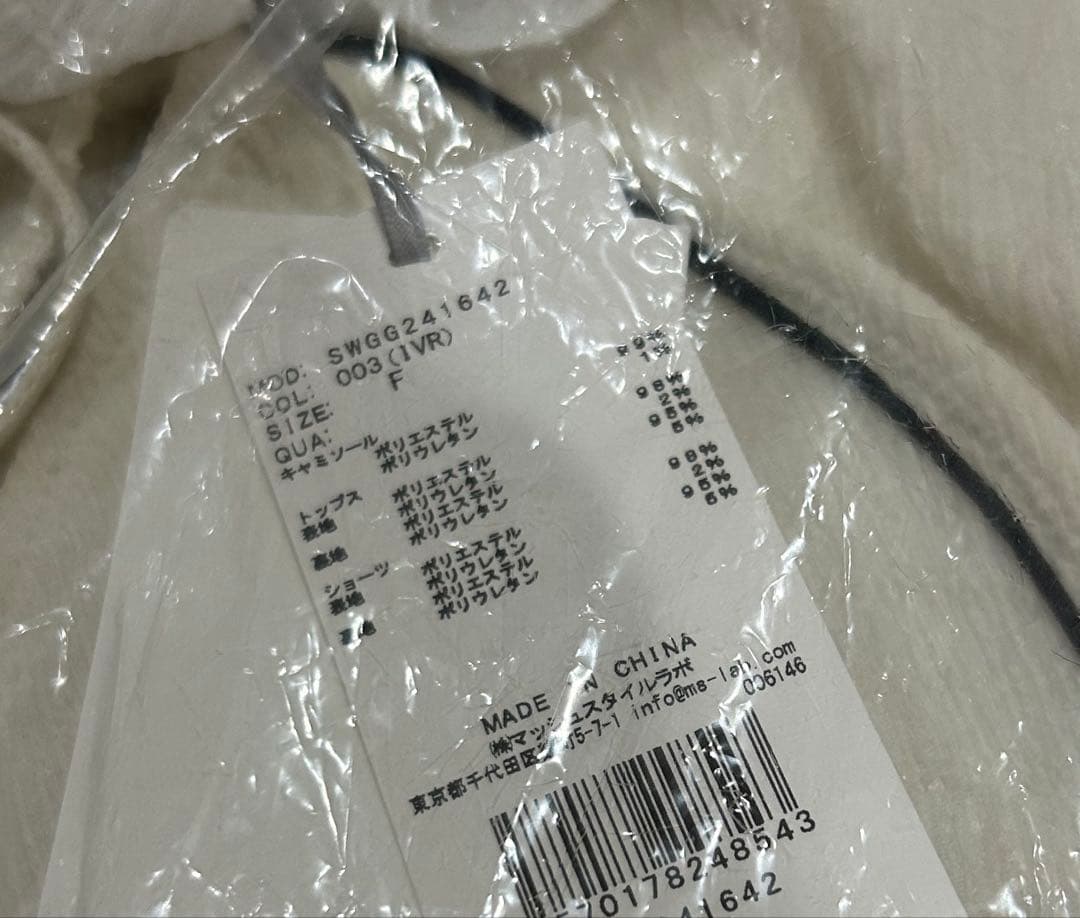 MOD: SWGG241642
COL: 003(IVR)
SIZE: F
QUA:
キャミソール ポリエステル 99%
ポリウレタン 1%
トップス
表地 ポリエステル 98%
ポリウレタン 2%
裏地 ポリエステル 95%
ポリウレタン 5%
ショーツ
表地 ポリエステル 98%
ポリウレタン 2%
裏地 ポリエステル 95%
ポリウレタン 5%
MADE IN CHINA
㈱マッシュスタイルラボ
東京都千代田区 5-7-1 info@ms-lab.com
006146
70178248543
41642